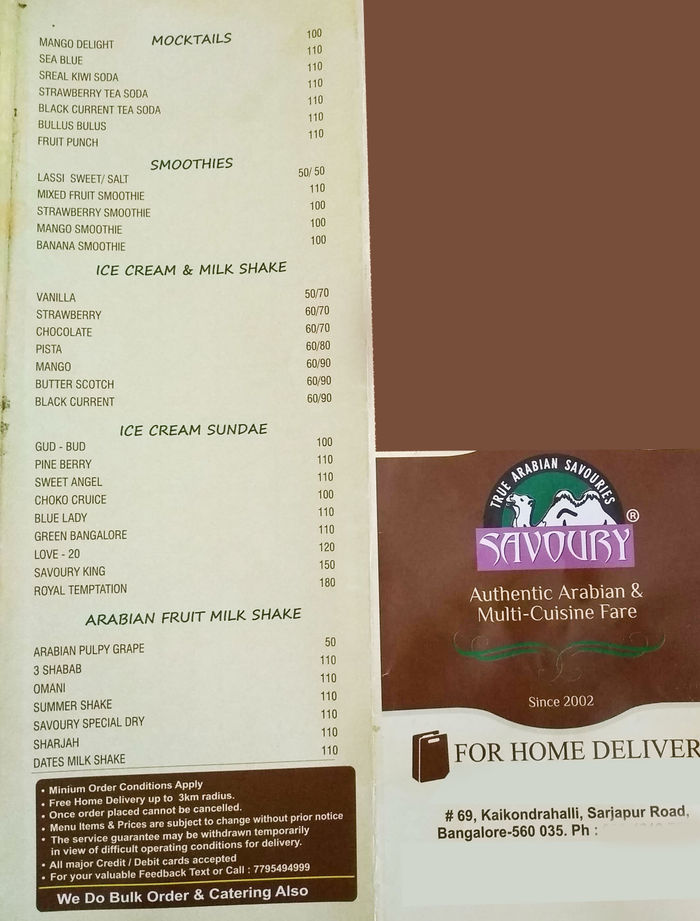 MOCKTAILS
MANGO DELIGHT 100
SEA BLUE 110
SREAL KIWI SODA 110
STRAWBERRY TEA SODA 110
BLACK CURRENT TEA SODA 110
BULLUS BULUS 110
FRUIT PUNCH 110
SMOOTHIES
LASSI SWEET/ SALT 50/ 50
MIXED FRUIT SMOOTHIE 110
STRAWBERRY SMOOTHIE 100
MANGO SMOOTHIE 100
BANANA SMOOTHIE 100
ICE CREAM & MILK SHAKE
VANILLA 50/70
STRAWBERRY 60/70
CHOCOLATE 60/70
PISTA 60/80
MANGO 60/90
BUTTER SCOTCH 60/90
BLACK CURRENT 60/90
ICE CREAM SUNDAE
GUD - BUD 100
PINE BERRY 110
SWEET ANGEL 110
CHOKO CRUICE 100
BLUE LADY 110
GREEN BANGALORE 110
LOVE - 20 120
SAVOURY KING 150
ROYAL TEMPTATION 180
ARABIAN FRUIT MILK SHAKE
ARABIAN PULPY GRAPE 50
3 SHABAB 110
OMANI 110
SUMMER SHAKE 110
SAVOURY SPECIAL DRY 110
SHARJAH 110
DATES MILK SHAKE 110
• Minium Order Conditions Apply
• Free Home Delivery up to 3km radius.
• Once order placed cannot be cancelled.
• Menu Items & Prices are subject to change without prior notice
• The service guarantee may be withdrawn temporarily
in view of difficult operating conditions for delivery.
• All major Credit / Debit cards accepted
• For your valuable Feedback Text or Call : 7795494999
We Do Bulk Order & Catering Also
TRUE ARABIAN SAVOURIES
SAVOURY ®
Authentic Arabian &
Multi-Cuisine Fare
Since 2002
FOR HOME DELIVER
# 69, Kaikondrahalli, Sarjapur Road,
Bangalore-560 035. Ph :